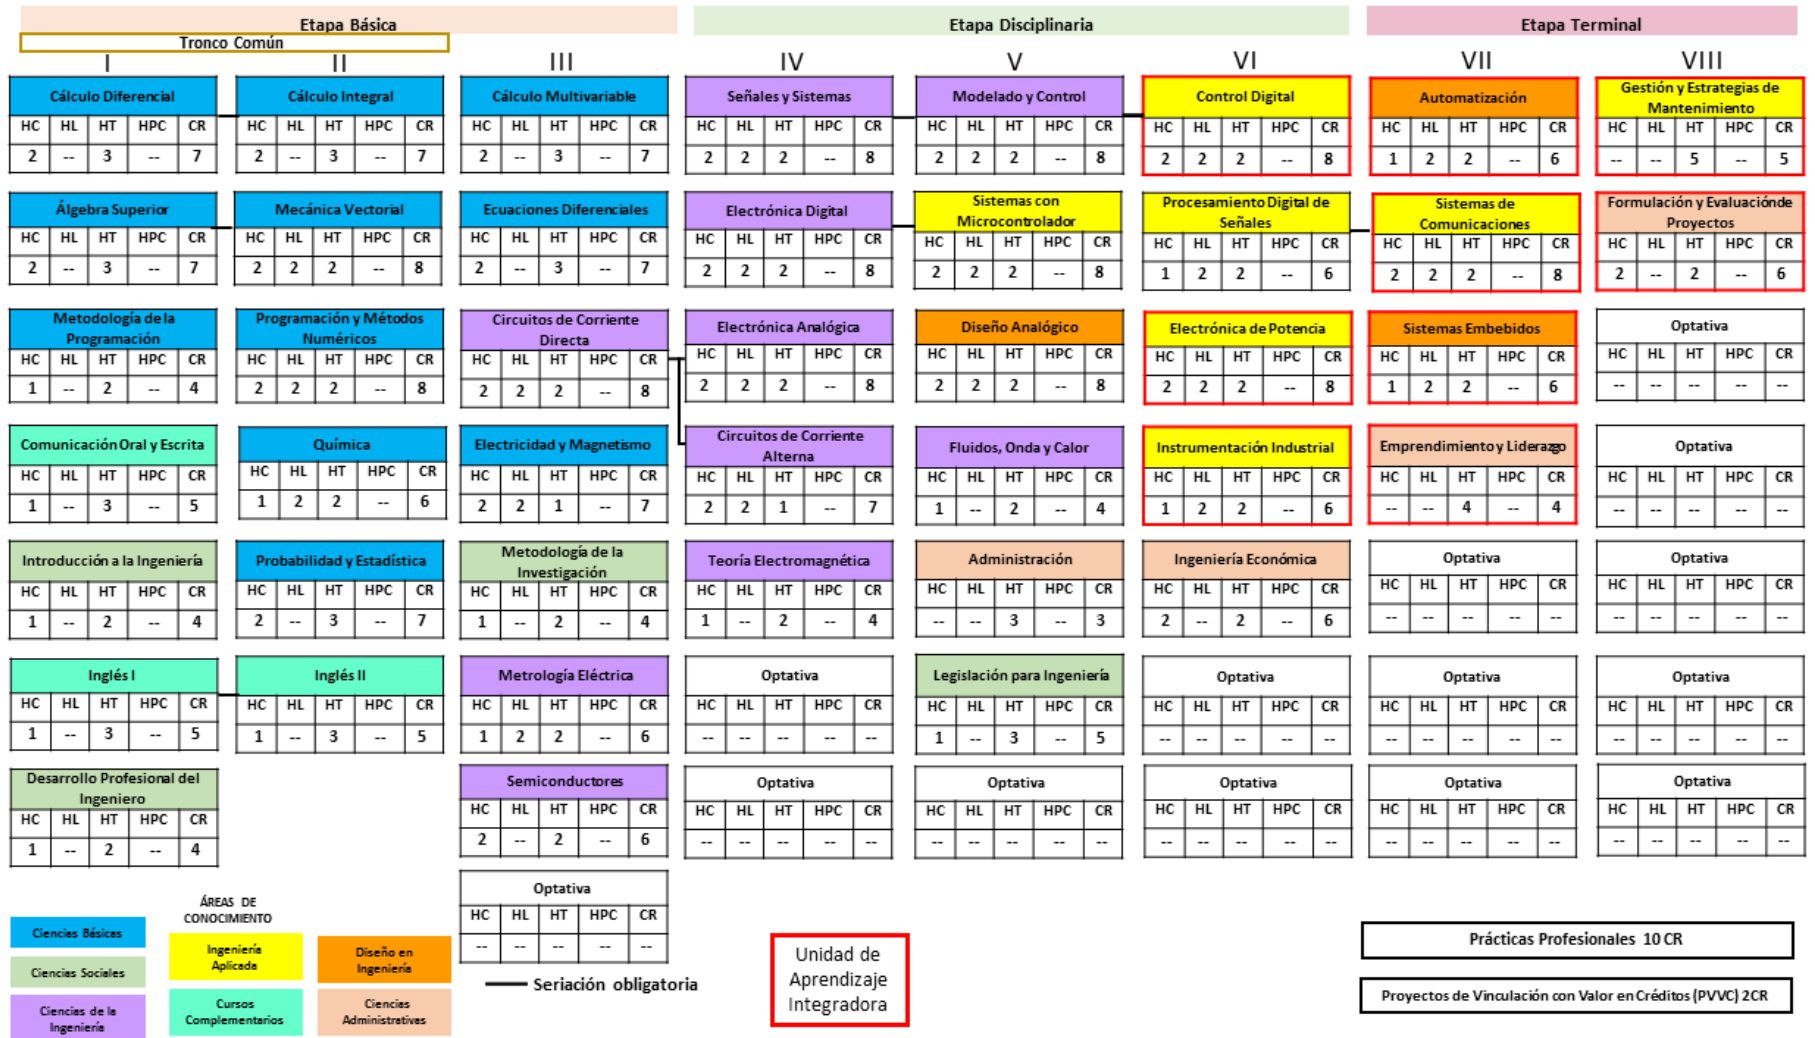 Etapa Básica
Etapa Disciplinaria
Etapa Terminal
Tronco Común
I
II
III
IV
V
VI
VII
VIII
Cálculo Diferencial
HC HL HT HPC CR
2 -- 3 -- 7
Cálculo Integral
HC HL HT HPC CR
2 -- 3 -- 7
Cálculo Multivariable
HC HL HT HPC CR
2 -- 3 -- 7
Señales y Sistemas
HC HL HT HPC CR
2 2 2 -- 8
Modelado y Control
HC HL HT HPC CR
2 2 2 -- 8
Control Digital
HC HL HT HPC CR
2 2 2 -- 8
Automatización
HC HL HT HPC CR
1 2 2 -- 6
Gestión y Estrategias de
Mantenimiento
HC HL HT HPC CR
-- -- 5 -- 5
Álgebra Superior
HC HL HT HPC CR
2 -- 3 -- 7
Mecánica Vectorial
HC HL HT HPC CR
2 2 2 -- 8
Ecuaciones Diferenciales
HC HL HT HPC CR
2 -- 3 -- 7
Electrónica Digital
HC HL HT HPC CR
2 2 2 -- 8
Sistemas con
Microcontrolador
HC HL HT HPC CR
2 2 2 -- 8
Procesamiento Digital de
Señales
HC HL HT HPC CR
1 2 2 -- 6
Sistemas de
Comunicaciones
HC HL HT HPC CR
2 2 2 -- 8
Formulación y Evaluaciónde
Proyectos
HC HL HT HPC CR
2 -- 2 -- 6
Metodología de la
Programación
HC HL HT HPC CR
1 -- 2 -- 4
Programación y Métodos
Numéricos
HC HL HT HPC CR
2 2 2 -- 8
Circuitos de Corriente
Directa
HC HL HT HPC CR
2 2 2 -- 8
Electrónica Analógica
HC HL HT HPC CR
2 2 2 -- 8
Diseño Analógico
HC HL HT HPC CR
2 2 2 -- 8
Electrónica de Potencia
HC HL HT HPC CR
2 2 2 -- 8
Sistemas Embebidos
HC HL HT HPC CR
1 2 2 -- 6
Optativa
HC HL HT HPC CR
-- -- -- -- --
Comunicación Oral y Escrita
HC HL HT HPC CR
1 -- 3 -- 5
Química
HC HL HT HPC CR
1 2 2 -- 6
Electricidad y Magnetismo
HC HL HT HPC CR
2 2 1 -- 7
Circuitos de Corriente
Alterna
HC HL HT HPC CR
2 2 1 -- 7
Fluidos, Onda y Calor
HC HL HT HPC CR
1 -- 2 -- 4
Instrumentación Industrial
HC HL HT HPC CR
1 2 2 -- 6
Emprendimiento y Liderazgo
HC HL HT HPC CR
-- -- 4 -- 4
Optativa
HC HL HT HPC CR
-- -- -- -- --
Introducción a la Ingeniería
HC HL HT HPC CR
1 -- 2 -- 4
Probabilidad y Estadística
HC HL HT HPC CR
2 -- 3 -- 7
Metodología de la
Investigación
HC HL HT HPC CR
1 -- 2 -- 4
Teoría Electromagnética
HC HL HT HPC CR
1 -- 2 -- 4
Administración
HC HL HT HPC CR
-- -- 3 -- 3
Ingeniería Económica
HC HL HT HPC CR
2 -- 2 -- 6
Optativa
HC HL HT HPC CR
-- -- -- -- --
Optativa
HC HL HT HPC CR
-- -- -- -- --
Inglés I
HC HL HT HPC CR
1 -- 3 -- 5
Inglés II
HC HL HT HPC CR
1 -- 3 -- 5
Metrología Eléctrica
HC HL HT HPC CR
1 2 2 -- 6
Optativa
HC HL HT HPC CR
-- -- -- -- --
Legislación para Ingeniería
HC HL HT HPC CR
1 -- 3 -- 5
Optativa
HC HL HT HPC CR
-- -- -- -- --
Optativa
HC HL HT HPC CR
-- -- -- -- --
Optativa
HC HL HT HPC CR
-- -- -- -- --
Desarrollo Profesional del
Ingeniero
HC HL HT HPC CR
1 -- 2 -- 4
Semiconductores
HC HL HT HPC CR
2 -- 2 -- 6
Optativa
HC HL HT HPC CR
-- -- -- -- --
Optativa
HC HL HT HPC CR
-- -- -- -- --
Optativa
HC HL HT HPC CR
-- -- -- -- --
Optativa
HC HL HT HPC CR
-- -- -- -- --
Optativa
HC HL HT HPC CR
-- -- -- -- --
Optativa
HC HL HT HPC CR
-- -- -- -- --
ÁREAS DE
CONOCIMIENTO
Ciencias Básicas
Ciencias Sociales
Ciencias de la
Ingeniería
Ingeniería
Aplicada
Cursos
Complementarios
Diseño en
Ingeniería
Ciencias
Administrativas
Seriación obligatoria
Unidad de
Aprendizaje
Integradora
Prácticas Profesionales 10 CR
Proyectos de Vinculación con Valor en Créditos (PVVC) 2CR